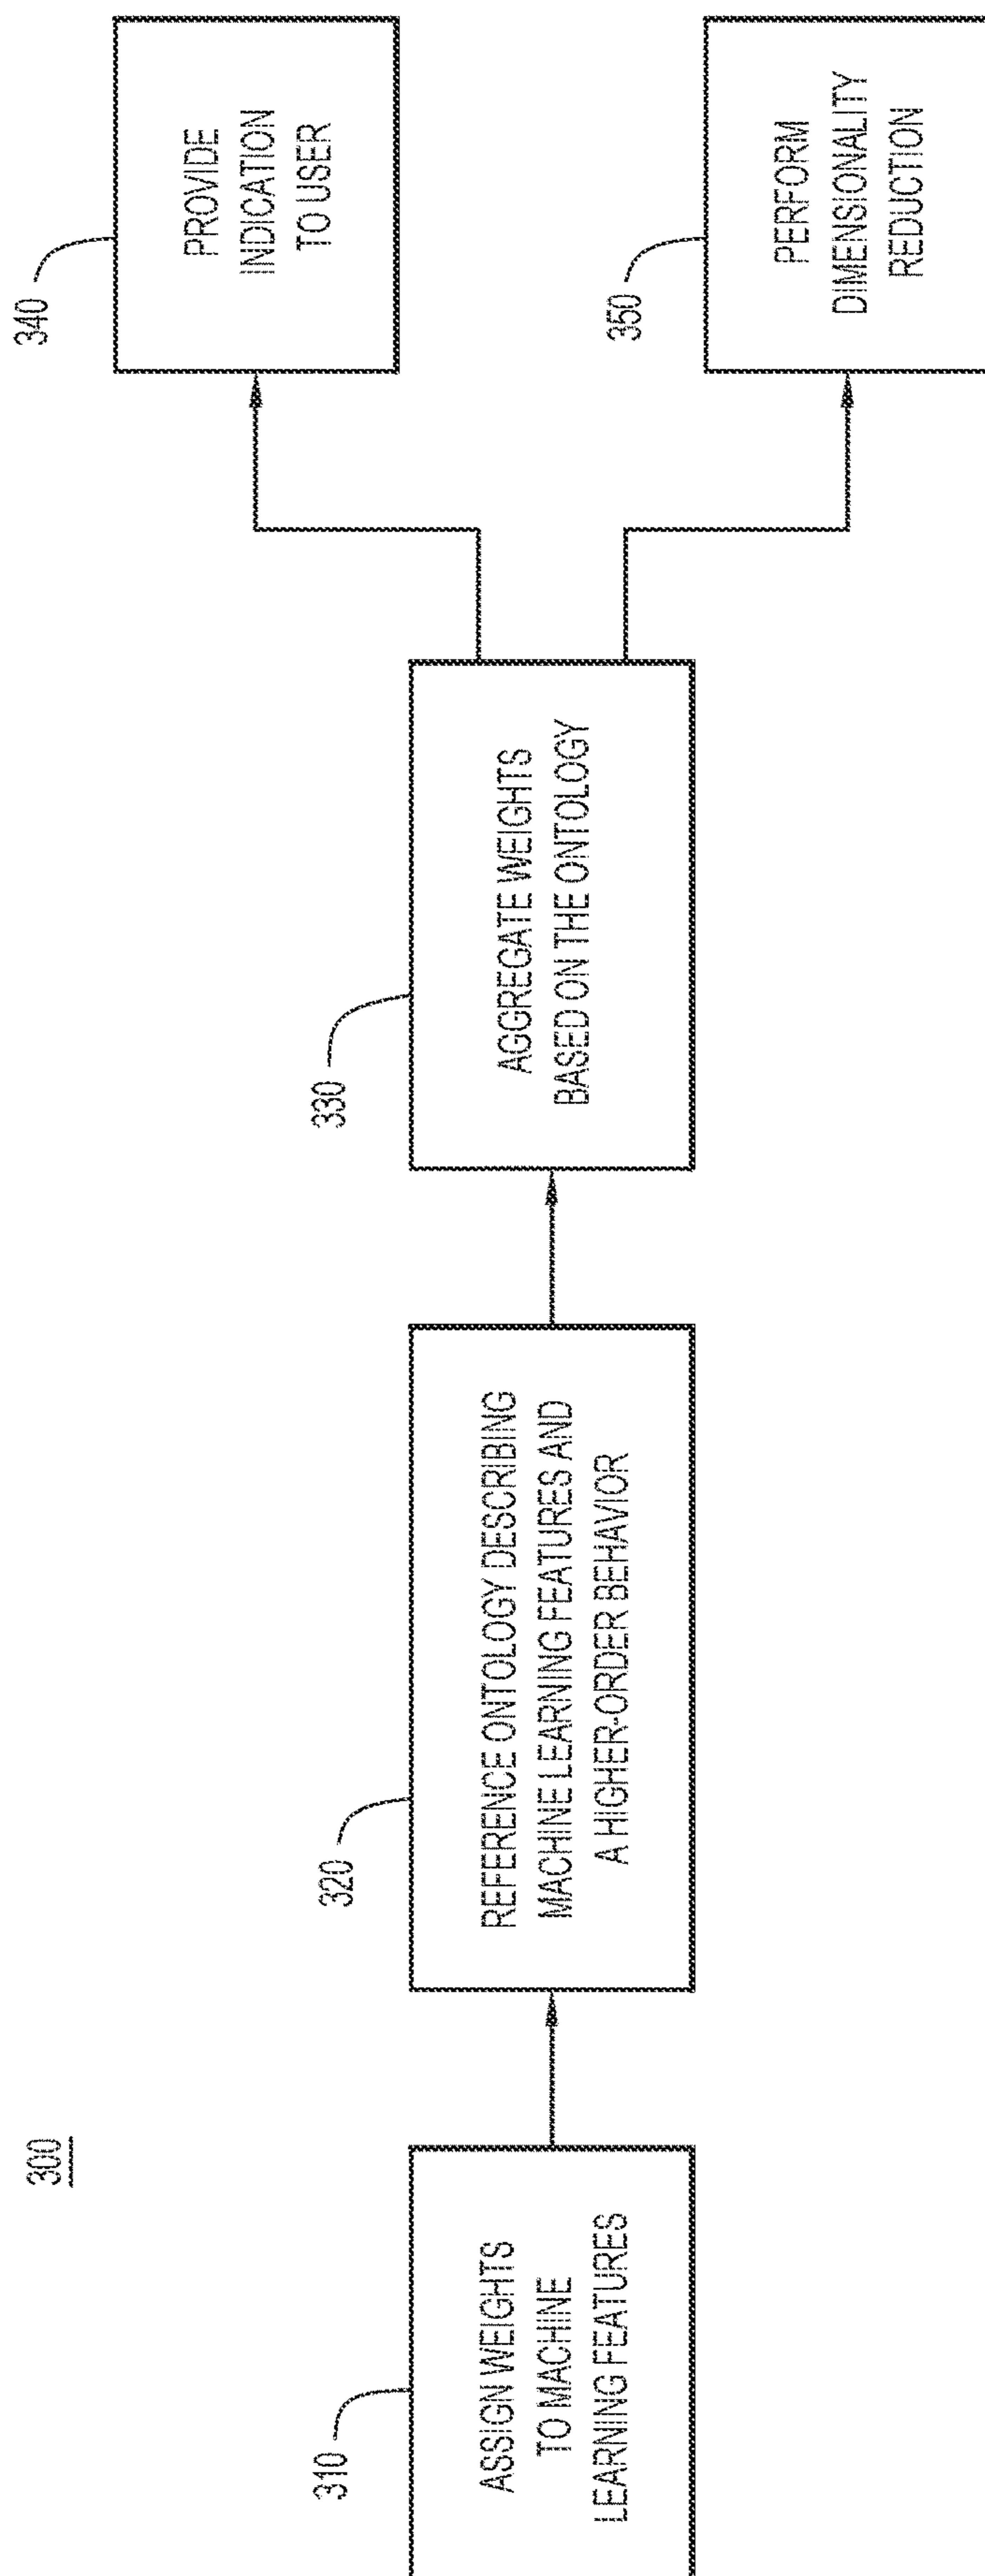 300
310
ASSIGN WEIGHTS
TO MACHINE
LEARNING FEATURES
320
REFERENCE ONTOLOGY DESCRIBING
MACHINE LEARNING FEATURES AND
A HIGHER-ORDER BEHAVIOR
330
AGGREGATE WEIGHTS
BASED ON THE ONTOLOGY
340
PROVIDE
INDICATION
TO USER
350
PERFORM
DIMENSIONALITY
REDUCTION